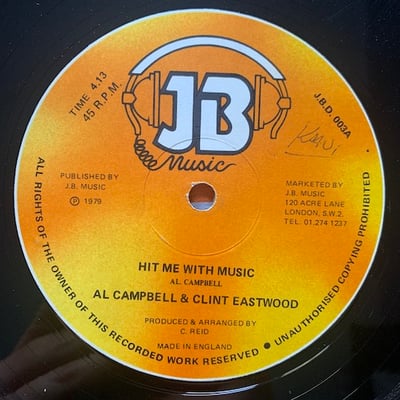 JB
Music
TIME 4.13
45 R.P.M.
J.B.D. 003A
PUBLISHED BY
J.B. MUSIC
Ⓟ 1979
MARKETED BY
J.B. MUSIC
120 ACRE LANE
LONDON, S.W.2.
TEL. 01.274 1237
HIT ME WITH MUSIC
AL. CAMPBELL
AL CAMPBELL & CLINT EASTWOOD
PRODUCED & ARRANGED BY
C. REID
MADE IN ENGLAND
ALL RIGHTS OF THE OWNER OF THIS RECORDED WORK RESERVED ● UNAUTHORISED COPYING PROHIBITED